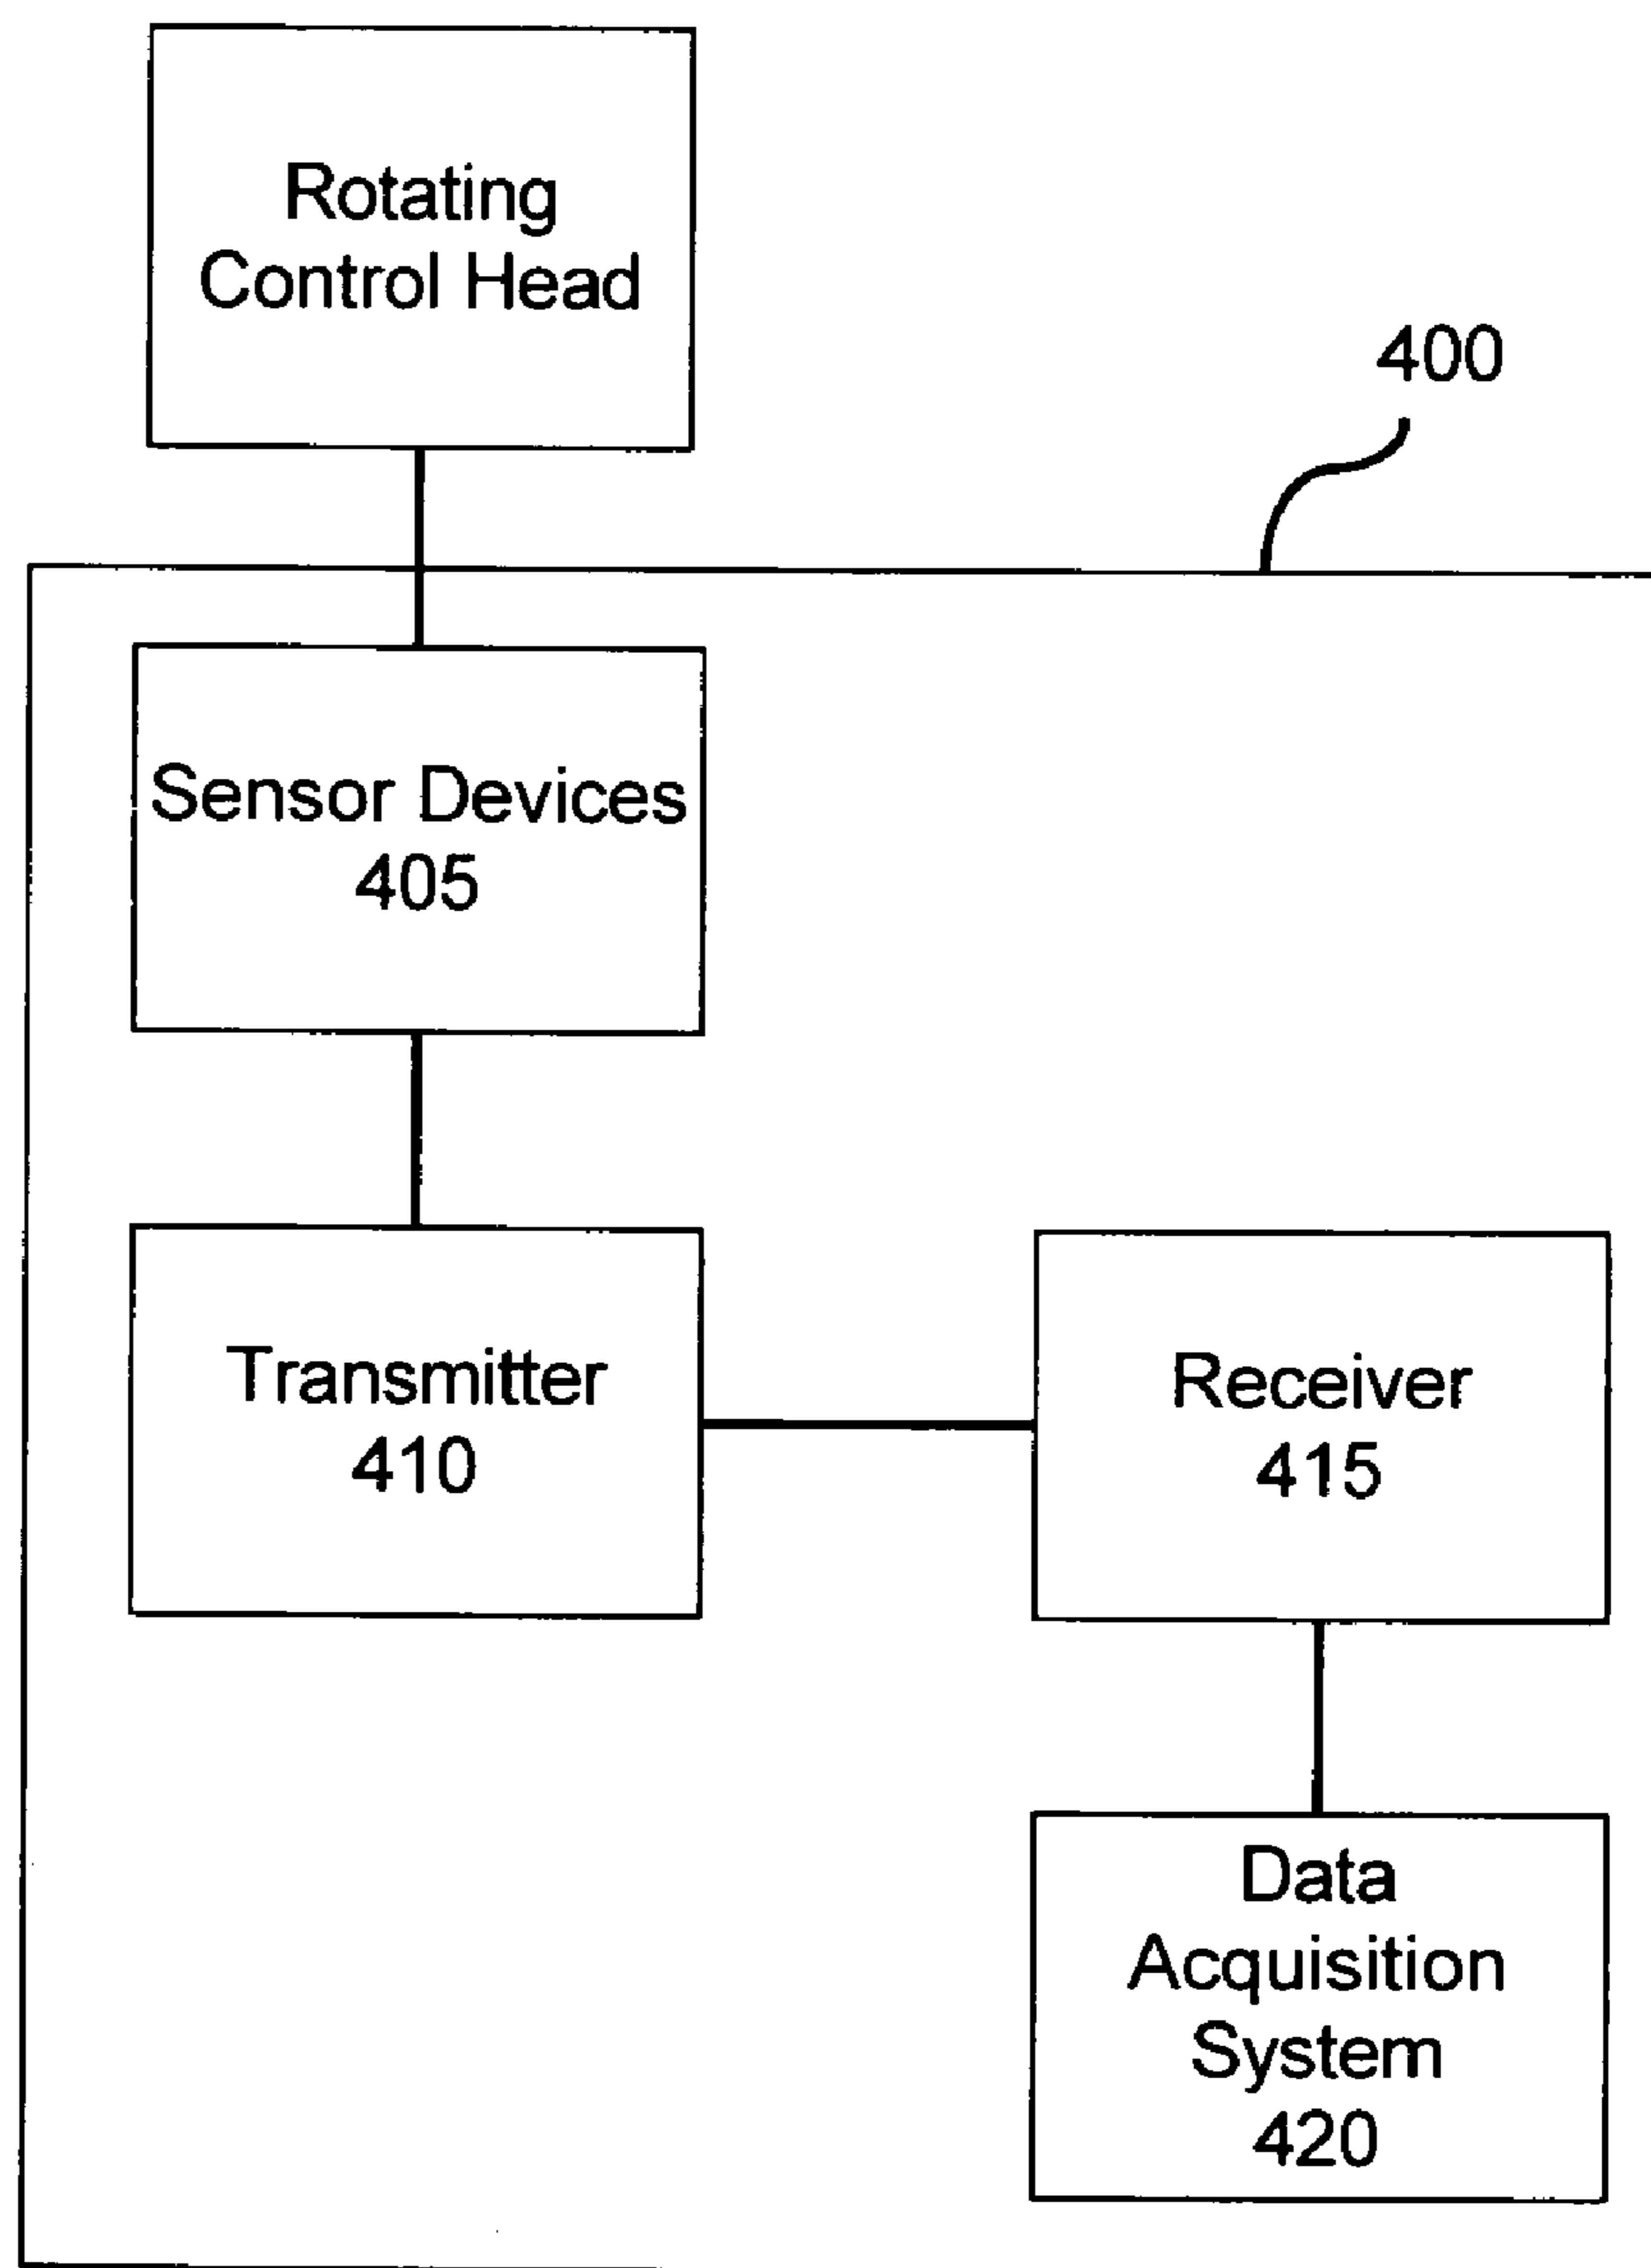 Rotating
Control Head
400
Sensor Devices
405
Transmitter
410
Receiver
415
Data
Acquisition
System
420